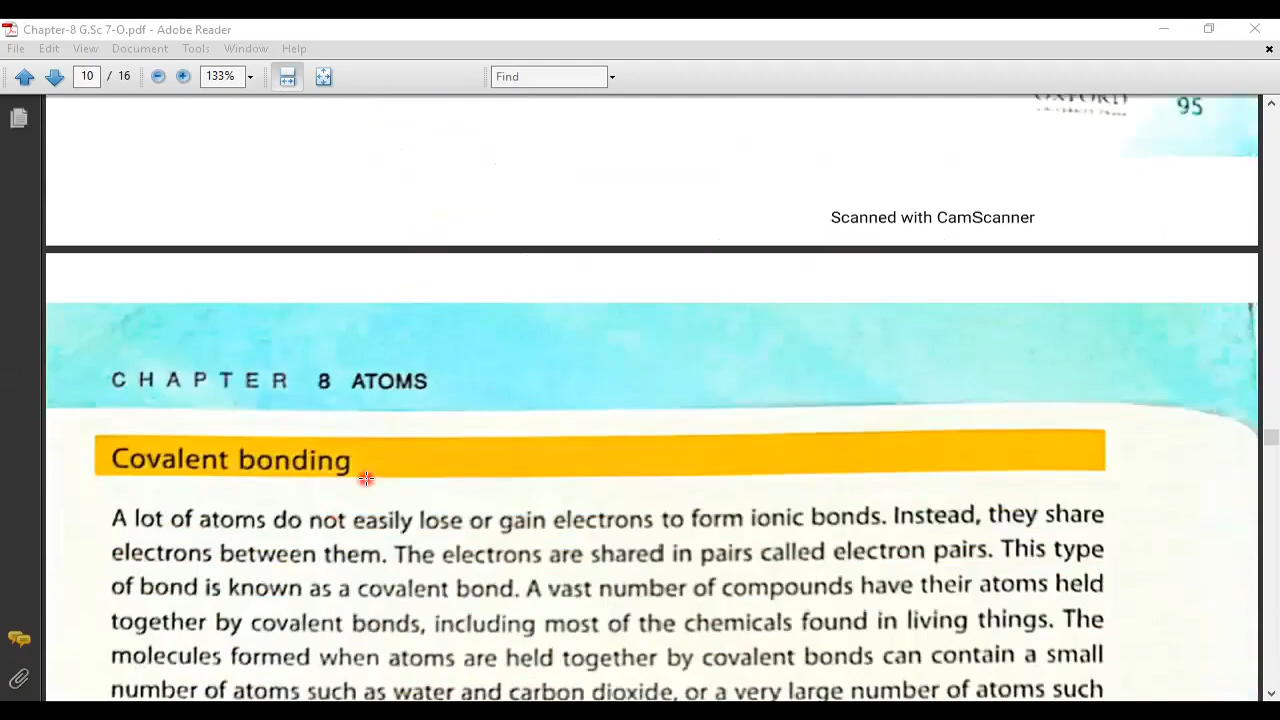 Chapter-8 G.Sc 7-O.pdf - Adobe Reader
File Edit View Document Tools Window Help
10 / 16 133% Find
OXFORD
95
Scanned with CamScanner
CHAPTER 8 ATOMS
Covalent bonding
A lot of atoms do not easily lose or gain electrons to form ionic bonds. Instead, they share
electrons between them. The electrons are shared in pairs called electron pairs. This type
of bond is known as a covalent bond. A vast number of compounds have their atoms held
together by covalent bonds, including most of the chemicals found in living things. The
molecules formed when atoms are held together by covalent bonds can contain a small
number of atoms such as water and carbon dioxide, or a very large number of atoms such